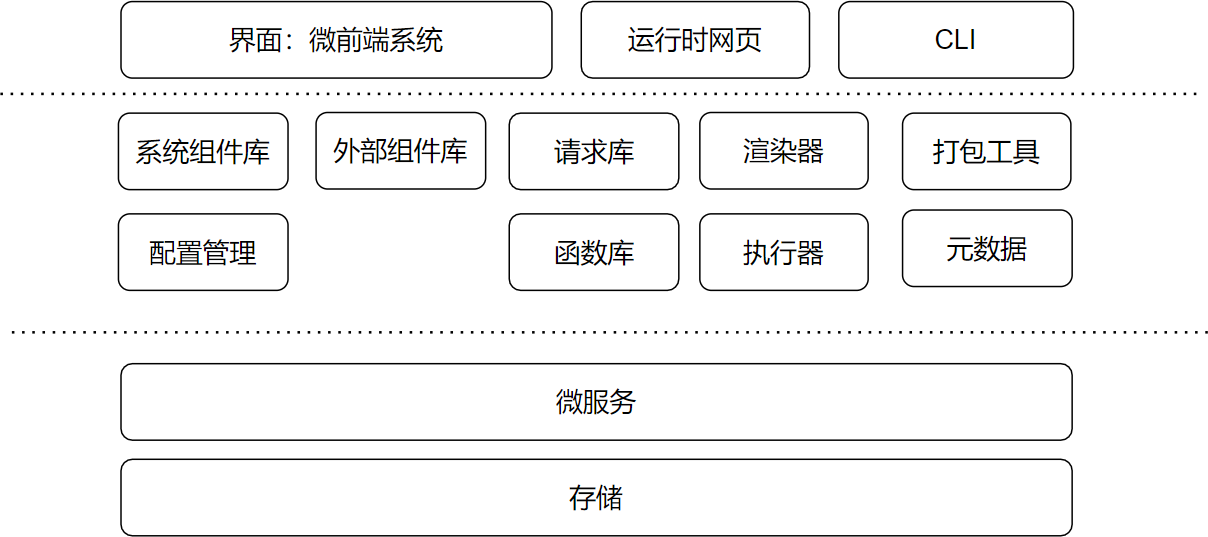 界面：微前端系统
运行时网页
CLI
系统组件库
外部组件库
请求库
渲染器
打包工具
配置管理
函数库
执行器
元数据
微服务
存储